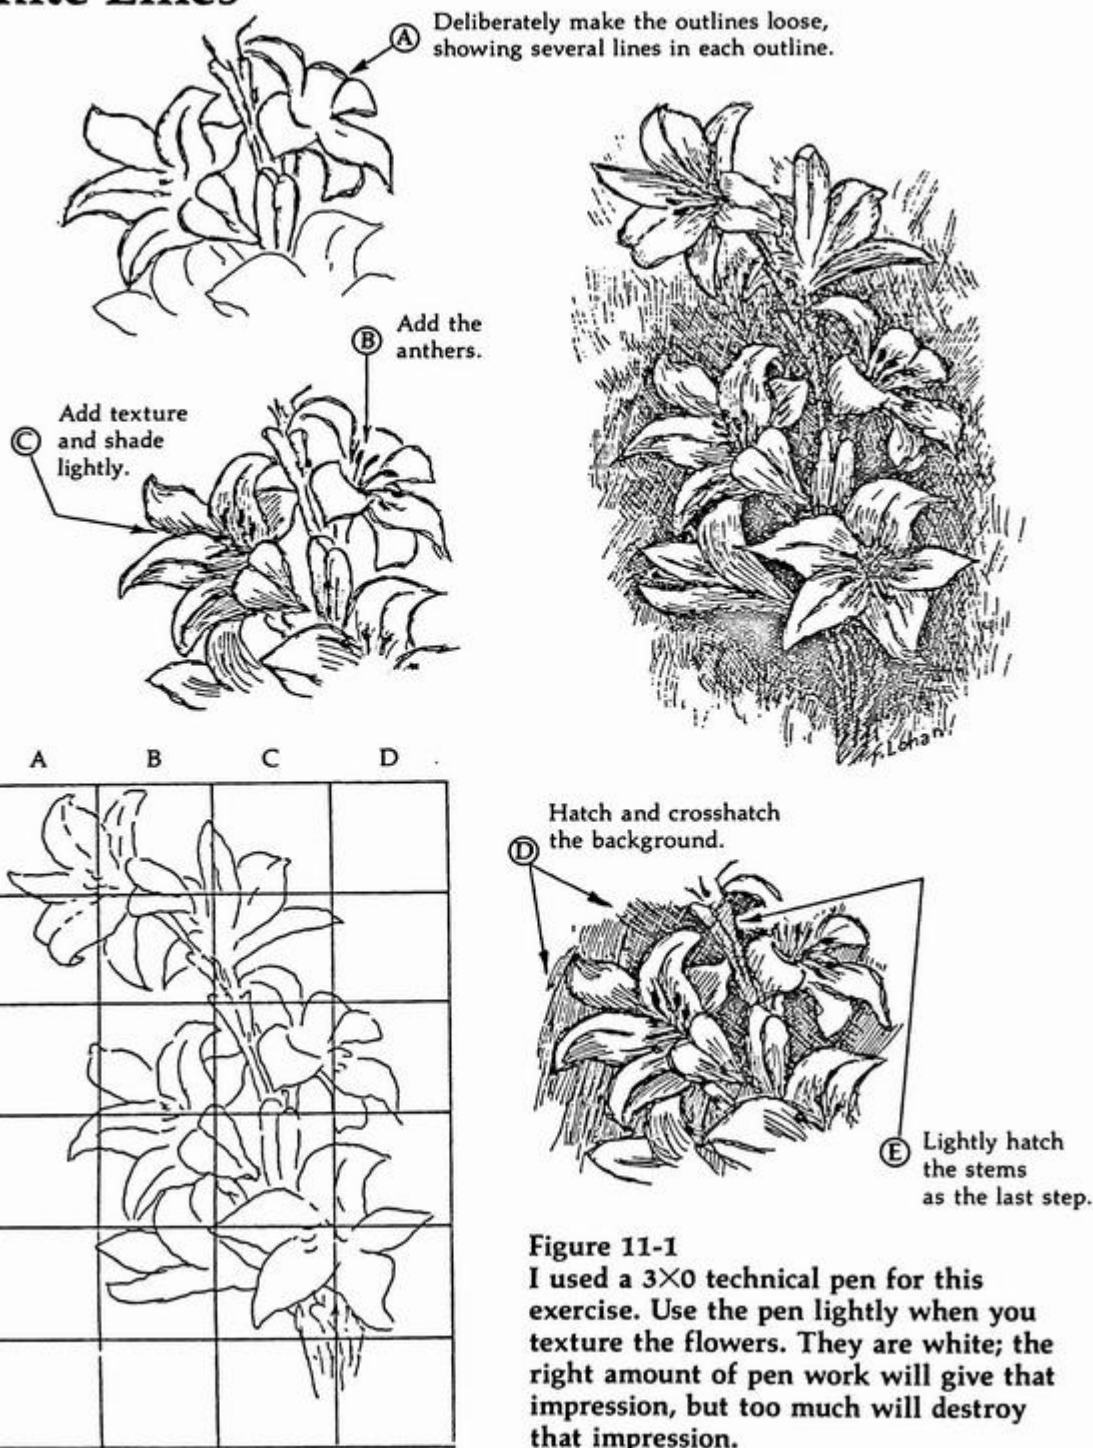 Ⓐ Deliberately make the outlines loose,
showing several lines in each outline.
Ⓑ Add the
anthers.
Ⓒ Add texture
and shade
lightly.
F. Lohan
A B C D
Hatch and crosshatch
Ⓓ the background.
Ⓔ Lightly hatch
the stems
as the last step.
Figure 11-1
I used a 3×0 technical pen for this
exercise. Use the pen lightly when you
texture the flowers. They are white; the
right amount of pen work will give that
impression, but too much will destroy
that impression.